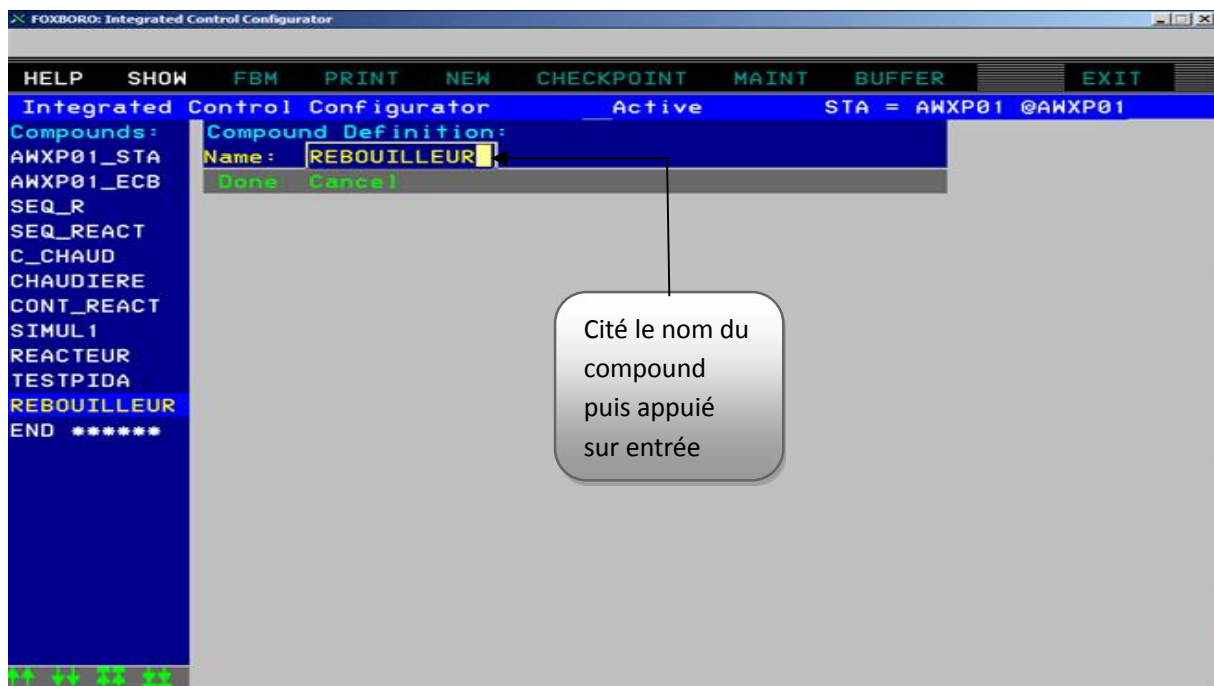 FOXBORO: Integrated Control Configurator
HELP SHOW FBM PRINT NEW CHECKPOINT MAINT BUFFER EXIT
Integrated Control Configurator __Active STA = AWXP01 @AWXP01
Compounds:
AWXP01_STA
AWXP01_ECB
SEQ_R
SEQ_REACT
C_CHAUD
CHAUDIERE
CONT_REACT
SIMUL1
REACTEUR
TESTPIDA
REBOUILLEUR
END ******
Compound Definition:
Name: REBOUILLEUR
Done Cancel
Cité le nom du
compound
puis appuié
sur entrée